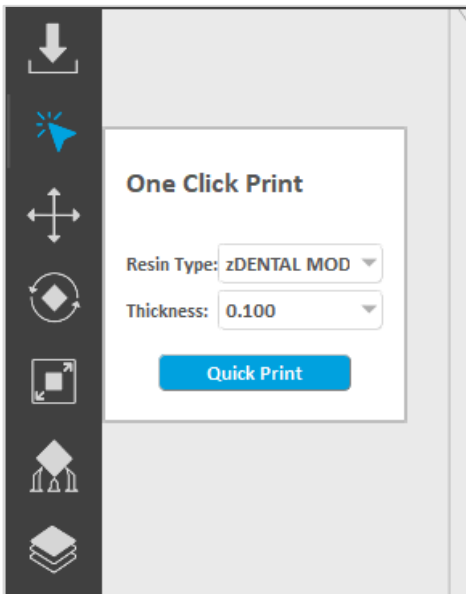 One Click Print
Resin Type: zDENTAL MOD
Thickness: 0.100
Quick Print